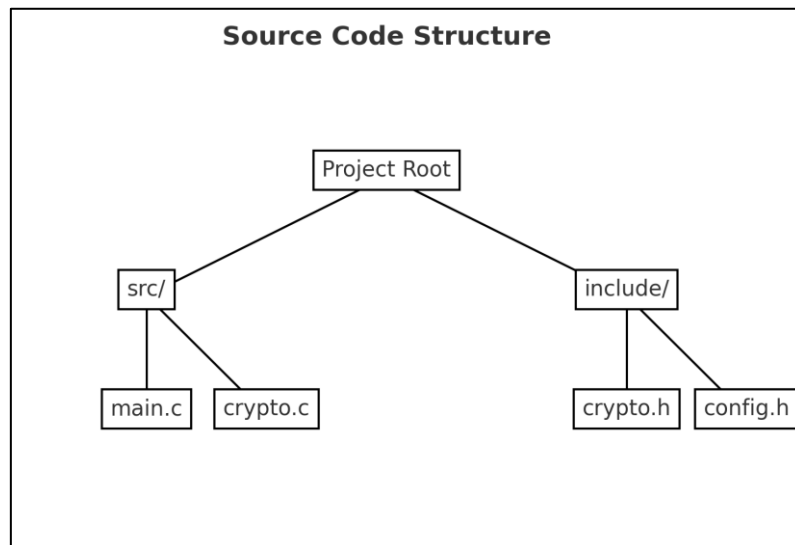 Source Code Structure
Project Root
src/
include/
main.c
crypto.c
crypto.h
config.h